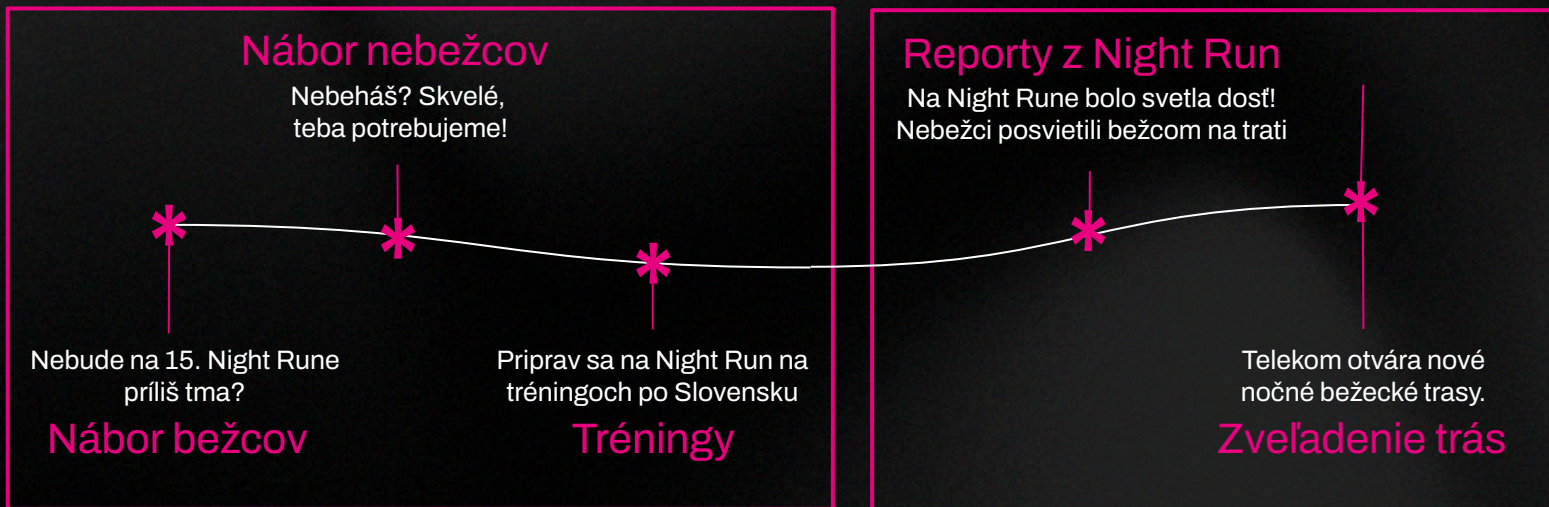 Nábor nebežcov
Nebeháš? Skvelé,
teba potrebujeme!
Nebude na 15. Night Rune
príliš tma?
Nábor bežcov
Priprav sa na Night Run na
tréningoch po Slovensku
Tréningy
Reporty z Night Run
Na Night Rune bolo svetla dosť!
Nebežci posvietili bežcom na trati
Telekom otvára nové
nočné bežecké trasy.
Zveľadenie trás